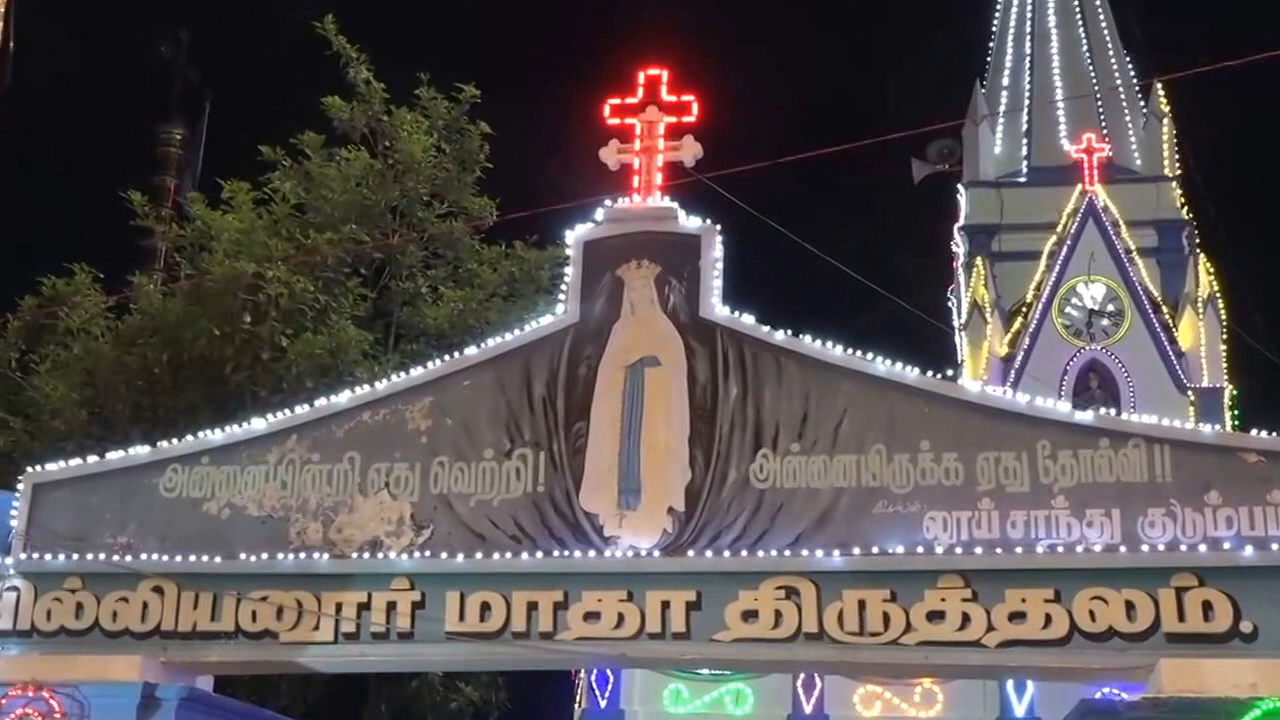 அன்னையின்றி ஏது வெற்றி! அன்னையிருக்க ஏது தோல்வி!!
லூய் சாந்து குடும்பம்
வில்லியனூர் மாதா திருத்தலம்.